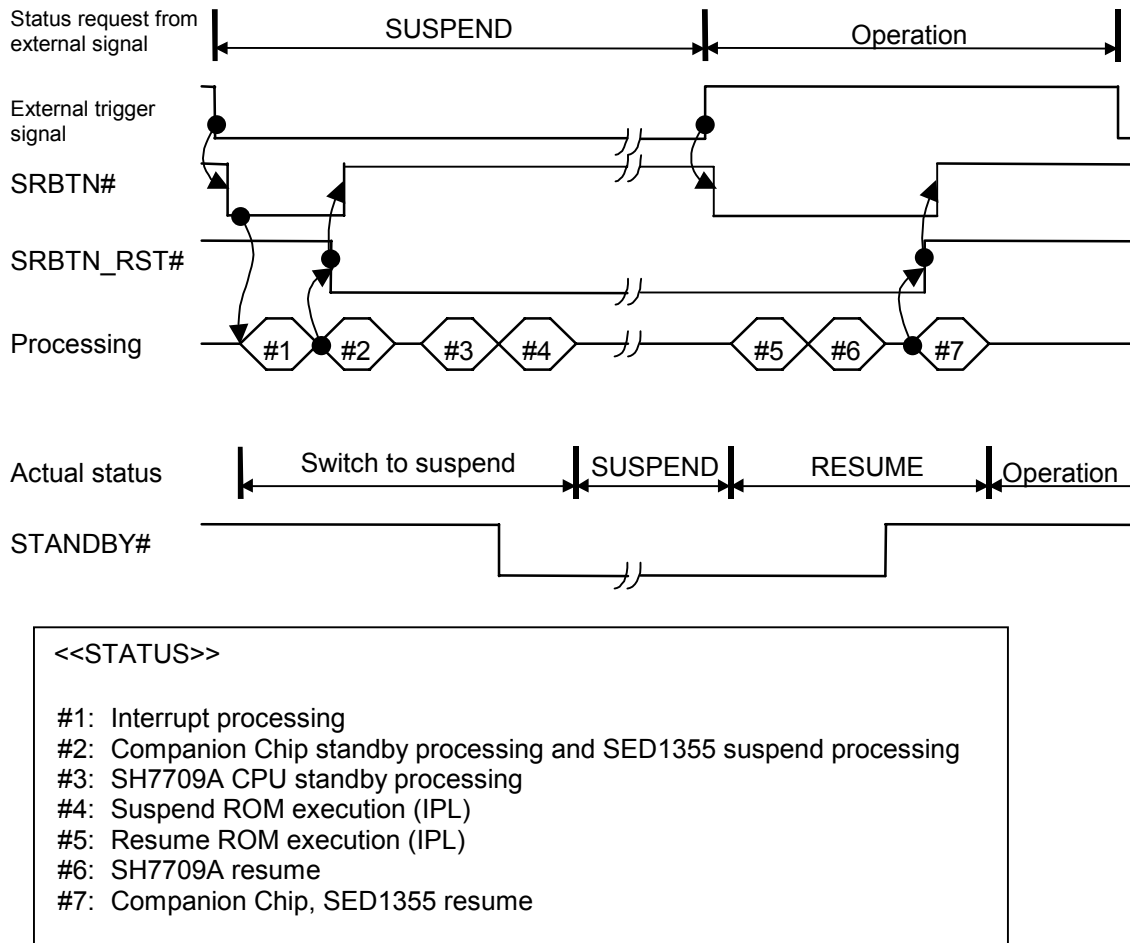 Status request from
external signal
SUSPEND
Operation
External trigger
signal
SRBTN#
SRBTN_RST#
Processing
#1
#2
#3
#4
#5
#6
#7
Actual status
Switch to suspend
SUSPEND
RESUME
Operation
STANDBY#
<<STATUS>>
#1: Interrupt processing
#2: Companion Chip standby processing and SED1355 suspend processing
#3: SH7709A CPU standby processing
#4: Suspend ROM execution (IPL)
#5: Resume ROM execution (IPL)
#6: SH7709A resume
#7: Companion Chip, SED1355 resume